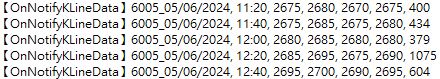 【OnNotifyKLineData】6005_05/06/2024, 11:20, 2675, 2680, 2670, 2675, 400
【OnNotifyKLineData】6005_05/06/2024, 11:40, 2675, 2685, 2675, 2680, 434
【OnNotifyKLineData】6005_05/06/2024, 12:00, 2680, 2685, 2680, 2680, 379
【OnNotifyKLineData】6005_05/06/2024, 12:20, 2685, 2695, 2675, 2690, 1075
【OnNotifyKLineData】6005_05/06/2024, 12:40, 2695, 2700, 2690, 2695, 604